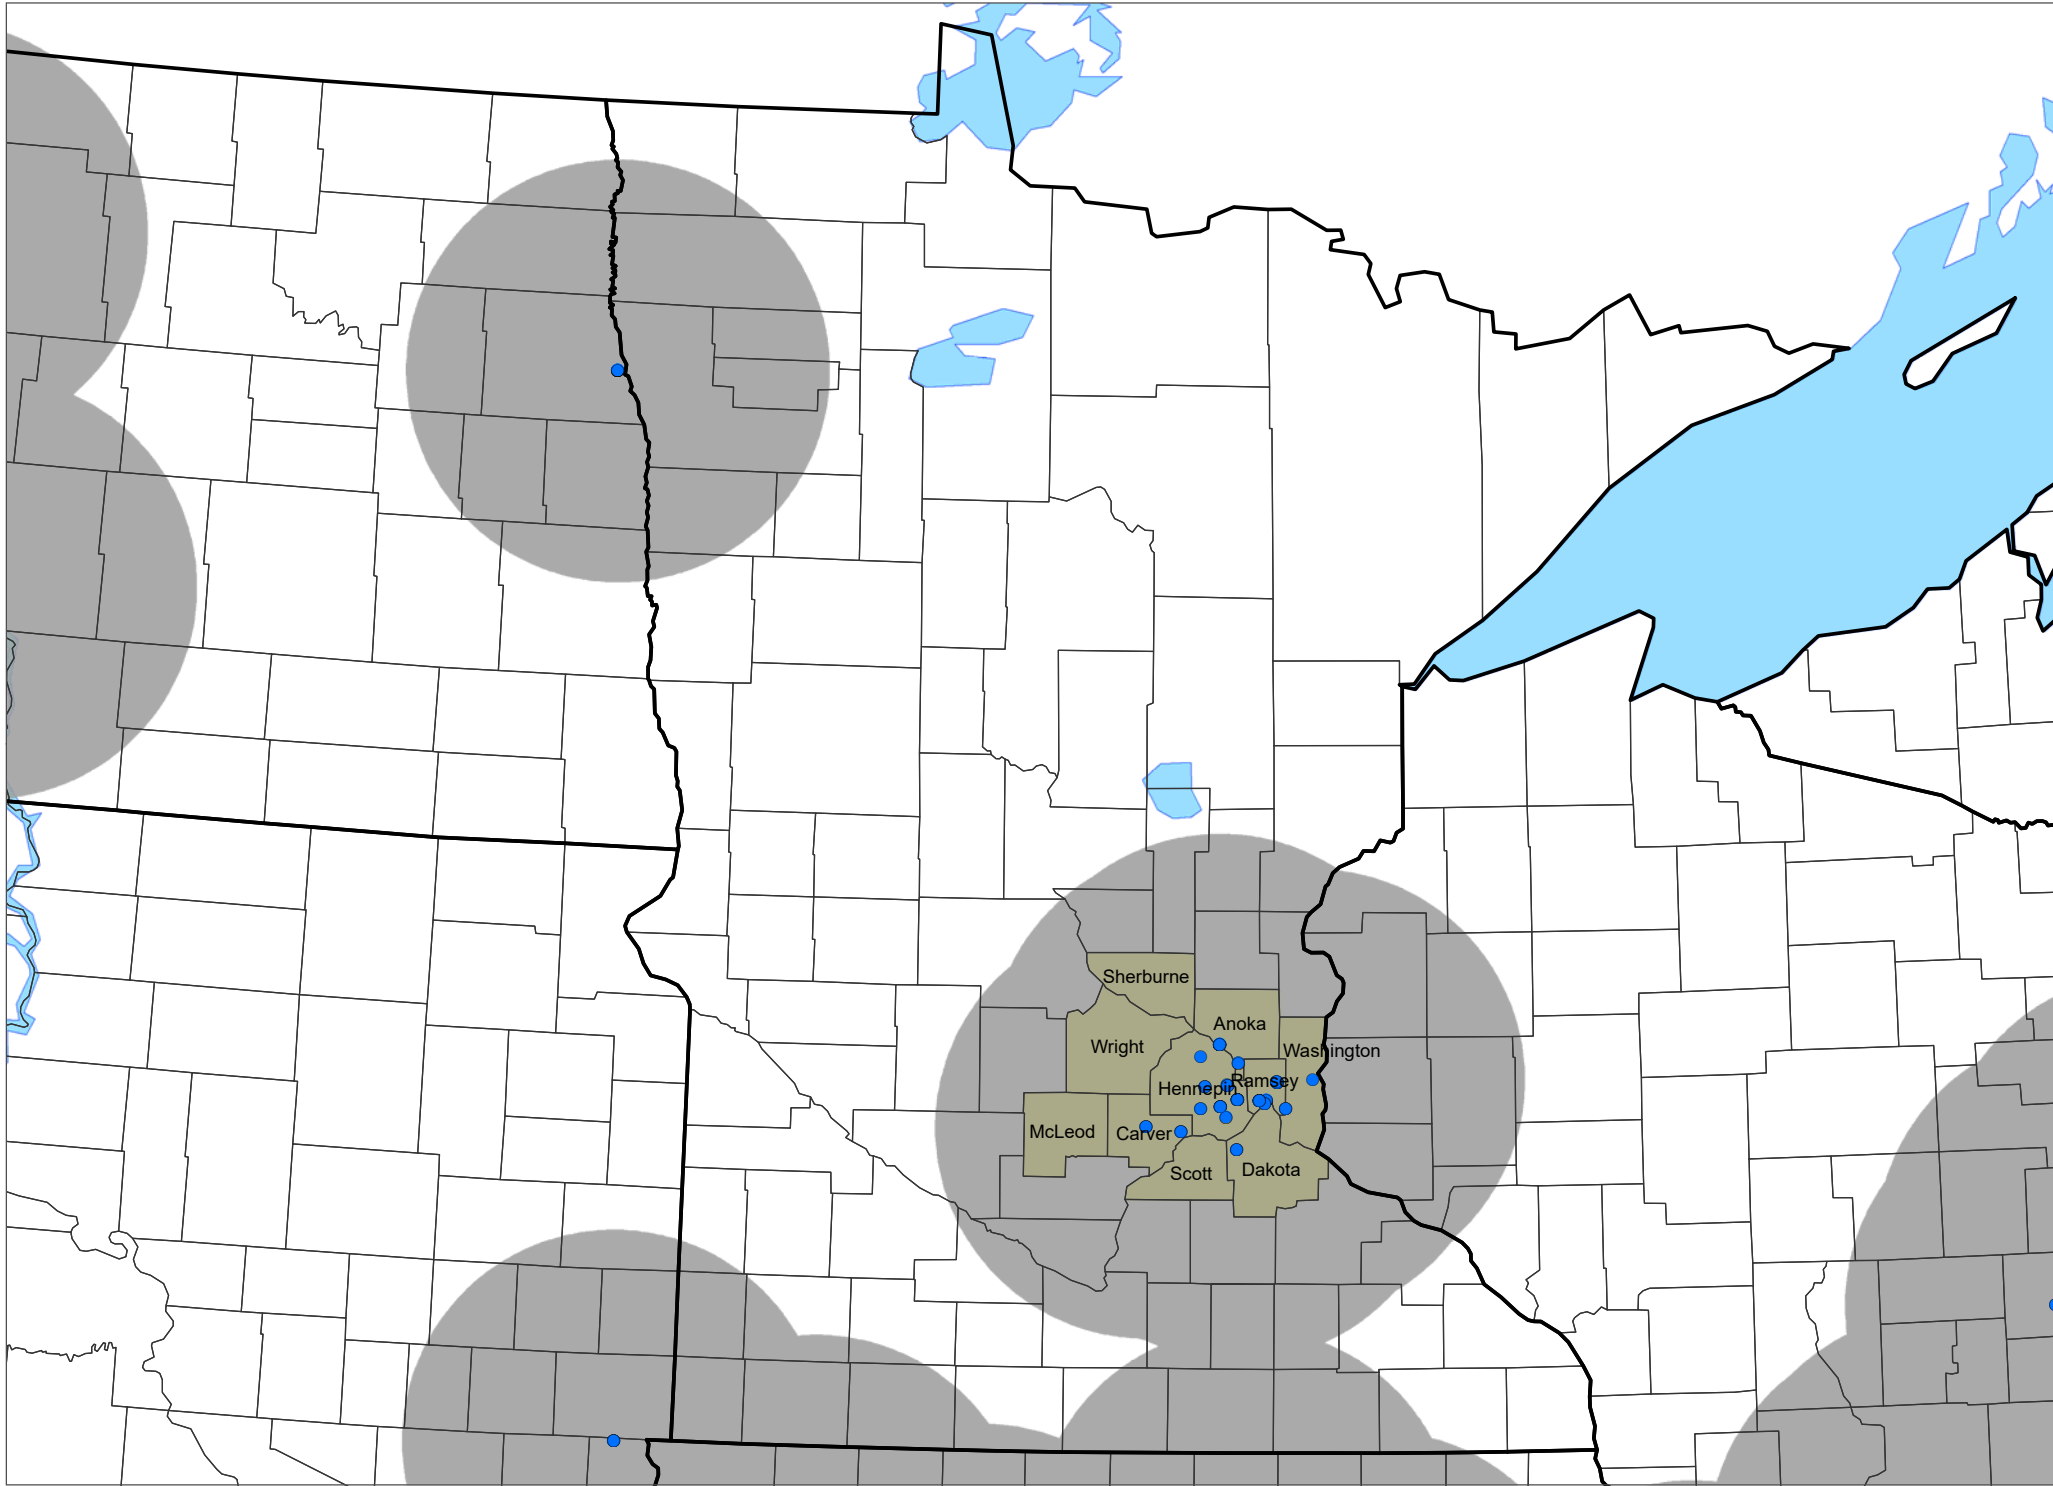 Sherburne
Anoka
Wright
Washington
Ramsey
Hennepin
McLeod
Carver
Scott
Dakota